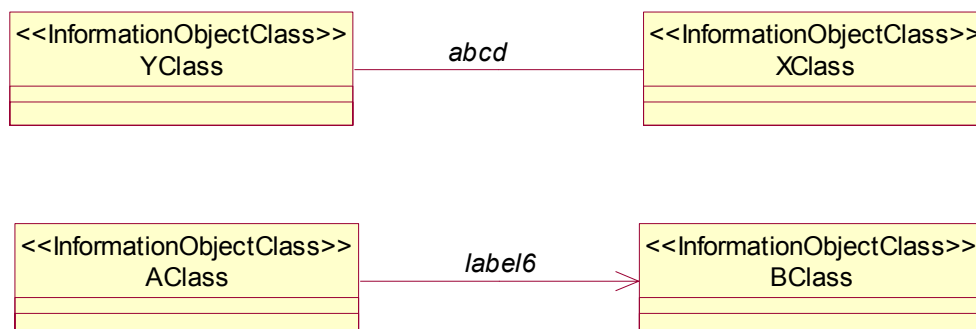 <<InformationObjectClass>>
YClass
abcd
<<InformationObjectClass>>
XClass
<<InformationObjectClass>>
AClass
label6
<<InformationObjectClass>>
BClass